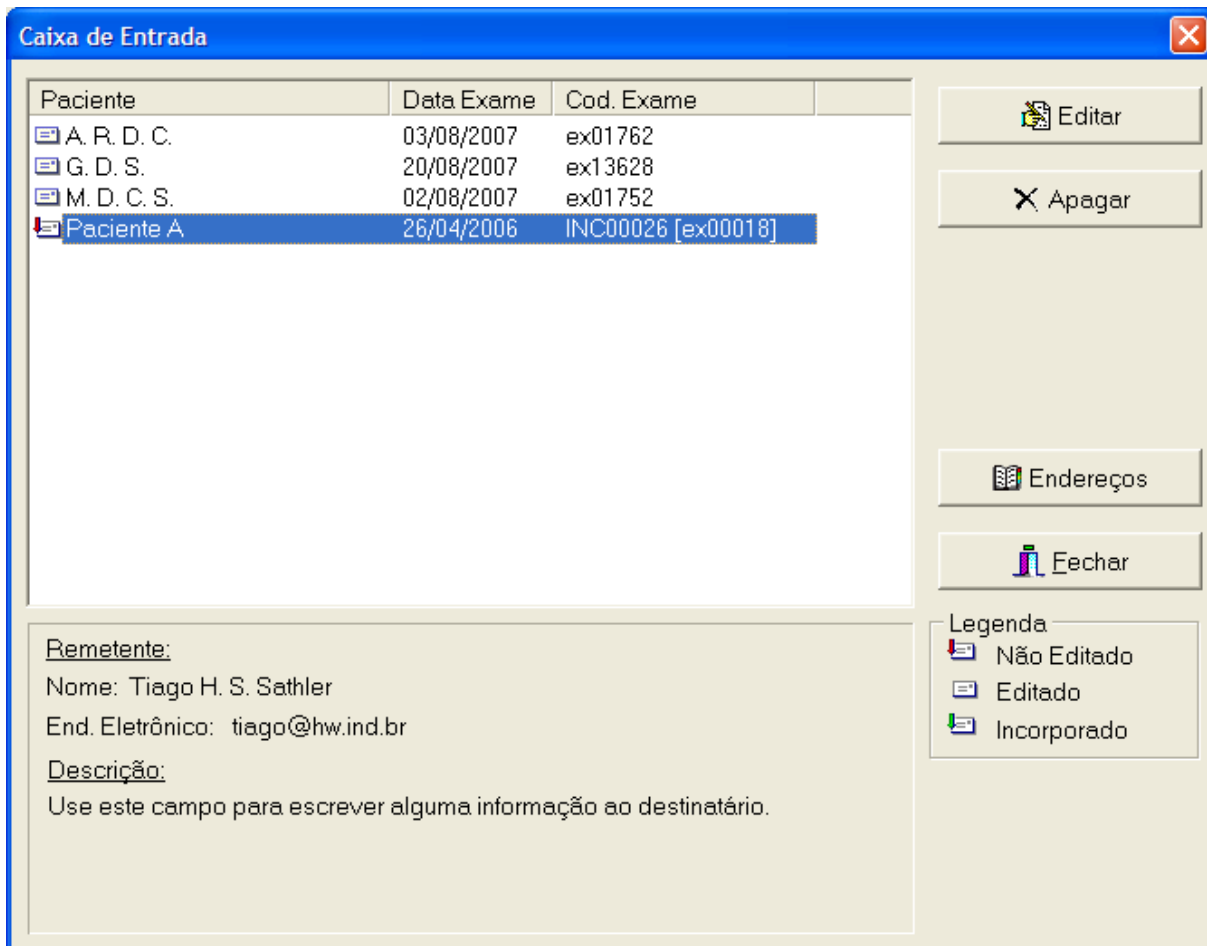 Caixa de Entrada
Paciente Data Exame Cod. Exame
A. R. D. C. 03/08/2007 ex01762
G. D. S. 20/08/2007 ex13628
M. D. C. S. 02/08/2007 ex01752
Paciente A 26/04/2006 INC00026 [ex00018]
Editar
Apagar
Endereços
Fechar
Legenda
Não Editado
Editado
Incorporado
Remetente:
Nome: Tiago H. S. Sathler
End. Eletrônico: tiago@hw.ind.br
Descrição:
Use este campo para escrever alguma informação ao destinatário.